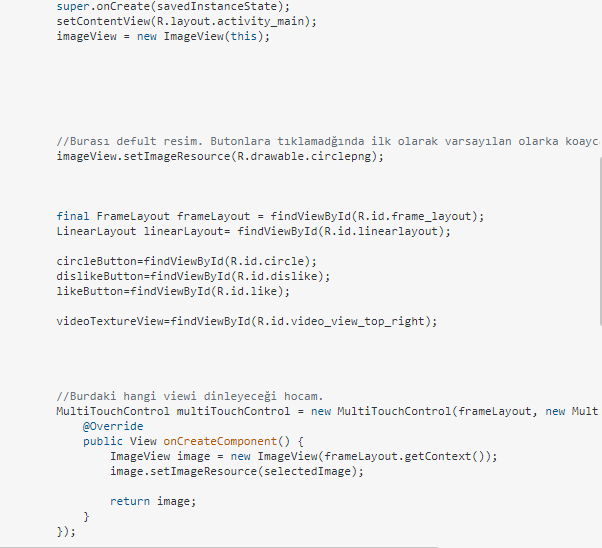 super.onCreate(savedInstanceState);
setContentView(R.layout.activity_main);
imageView = new ImageView(this);
//Burası defult resim. Butonlara tıklamadğında ilk olarak varsayılan olarka koayc
imageView.setImageResource(R.drawable.circlepng);
final FrameLayout frameLayout = findViewById(R.id.frame_layout);
LinearLayout linearLayout= findViewById(R.id.linearlayout);
circleButton=findViewById(R.id.circle);
dislikeButton=findViewById(R.id.dislike);
likeButton=findViewById(R.id.like);
videoTextureView=findViewById(R.id.video_view_top_right);
//Burdaki hangi viewi dinleyeceği hocam.
MultiTouchControl multiTouchControl = new MultiTouchControl(frameLayout, new Mult
@Override
public View onCreateComponent() {
ImageView image = new ImageView(frameLayout.getContext());
image.setImageResource(selectedImage);
return image;
}
});